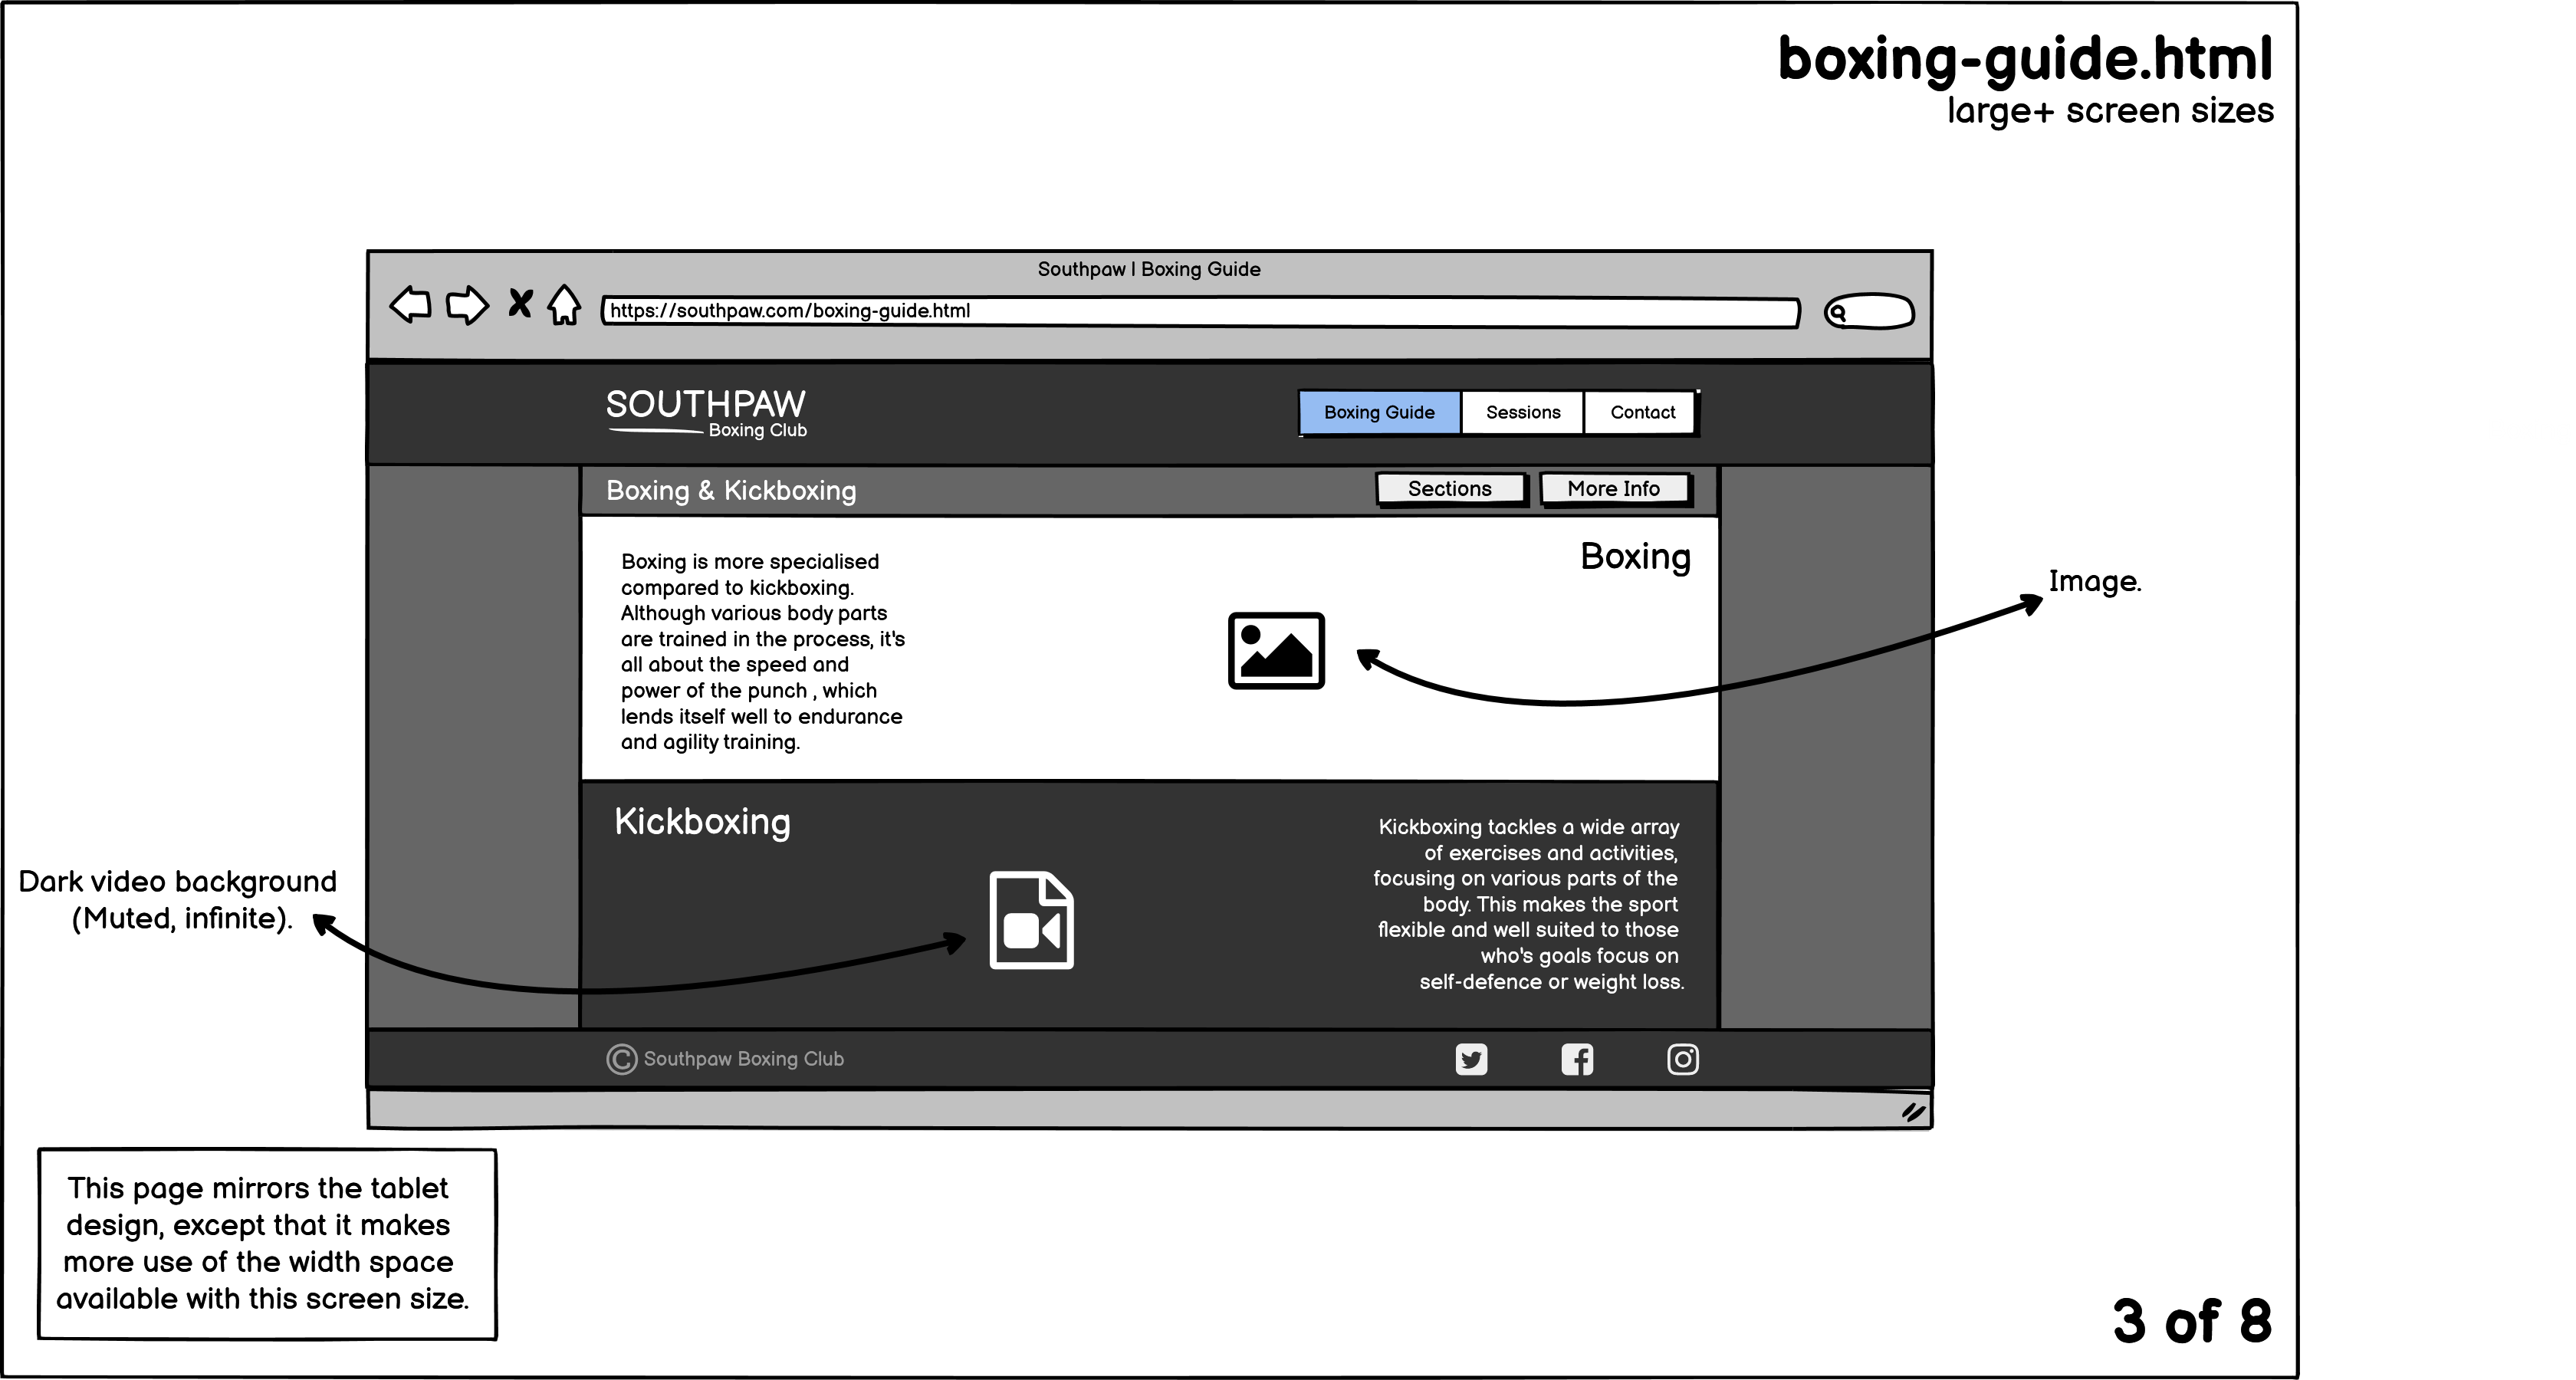 boxing-guide.html
large+ screen sizes
Southpaw | Boxing Guide
https://southpaw.com/boxing-guide.html
SOUTHPAW
Boxing Club
Boxing Guide
Sessions
Contact
Boxing & Kickboxing
Sections
More Info
Boxing is more specialised
compared to kickboxing.
Although various body parts
are trained in the process, it's
all about the speed and
power of the punch , which
lends itself well to endurance
and agility training.
Boxing
Image.
Kickboxing
Kickboxing tackles a wide array
of exercises and activities,
focusing on various parts of the
body. This makes the sport
flexible and well suited to those
who's goals focus on
self-defence or weight loss.
Dark video background
(Muted, infinite).
© Southpaw Boxing Club
This page mirrors the tablet
design, except that it makes
more use of the width space
available with this screen size.
3 of 8